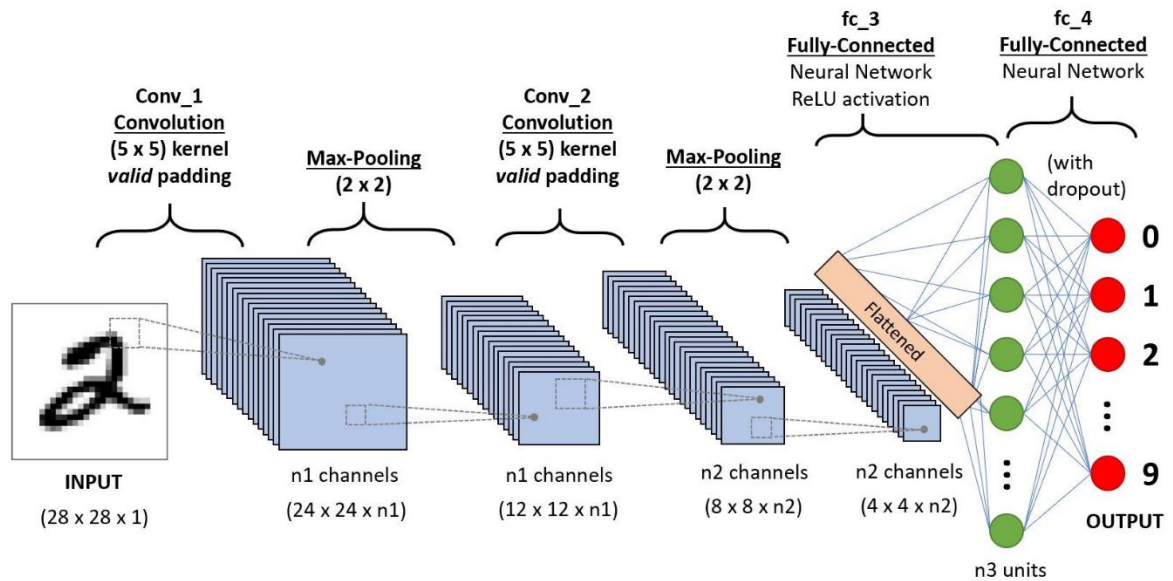 Conv_1
Convolution
(5 x 5) kernel
valid padding
Max-Pooling
(2 x 2)
Conv_2
Convolution
(5 x 5) kernel
valid padding
Max-Pooling
(2 x 2)
fc_3
Fully-Connected
Neural Network
ReLU activation
fc_4
Fully-Connected
Neural Network
(with
dropout)
2
Flattened
0
1
2
9
INPUT
(28 x 28 x 1)
n1 channels
(24 x 24 x n1)
n1 channels
(12 x 12 x n1)
n2 channels
(8 x 8 x n2)
n2 channels
(4 x 4 x n2)
n3 units
OUTPUT